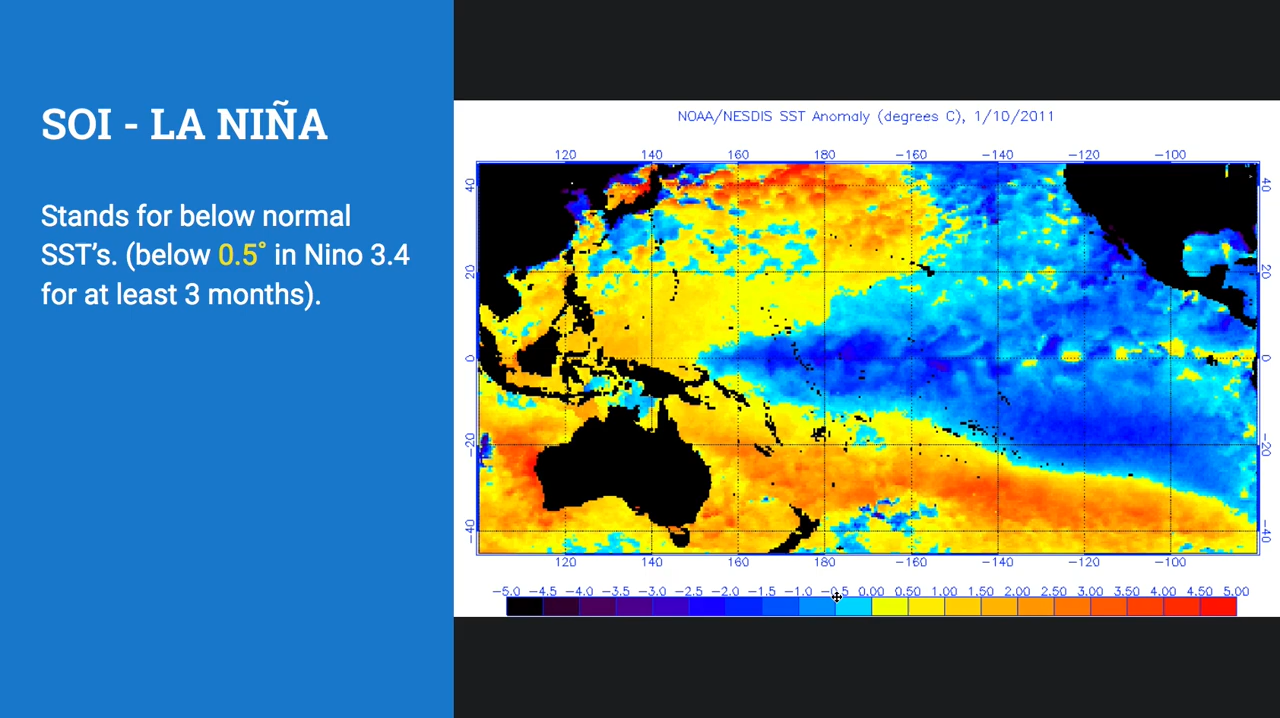 SOI - LA NIÑA
Stands for below normal
SST’s. (below 0.5˚ in Nino 3.4
for at least 3 months).
NOAA/NESDIS SST Anomaly (degrees C), 1/10/2011
120 140 160 180 −160 −140 −120 −100
40 40
20 20
0 0
−20 −20
−40 −40
120 140 160 180 −160 −140 −120 −100
−5.0 −4.5 −4.0 −3.5 −3.0 −2.5 −2.0 −1.5 −1.0 −0.5 0.00 0.50 1.00 1.50 2.00 2.50 3.00 3.50 4.00 4.50 5.00